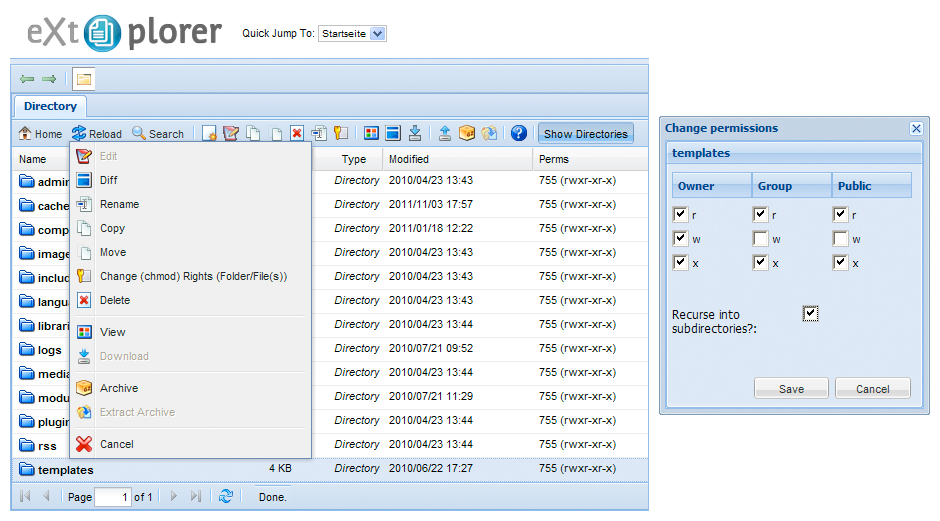 eXtplorer
Quick Jump To: Startseite
Directory
Home Reload Search Show Directories
Name Type Modified Perms
admin Directory 2010/04/23 13:43 755 (rwxr-xr-x)
cache Directory 2011/11/03 17:57 755 (rwxr-xr-x)
comp Directory 2011/01/18 12:22 755 (rwxr-xr-x)
image Directory 2010/04/23 13:43 755 (rwxr-xr-x)
includ Directory 2010/04/23 13:43 755 (rwxr-xr-x)
langua Directory 2010/04/23 13:43 755 (rwxr-xr-x)
librari Directory 2010/04/23 13:44 755 (rwxr-xr-x)
logs Directory 2010/07/21 09:52 755 (rwxr-xr-x)
media Directory 2010/04/23 13:44 755 (rwxr-xr-x)
modu Directory 2010/07/21 11:29 755 (rwxr-xr-x)
plugin Directory 2010/04/23 13:44 755 (rwxr-xr-x)
rss Directory 2010/04/23 13:44 755 (rwxr-xr-x)
templates 4 KB Directory 2010/06/22 17:27 755 (rwxr-xr-x)
Page 1 of 1 Done.
Edit
Diff
Rename
Copy
Move
Change (chmod) Rights (Folder/File(s))
Delete
View
Download
Archive
Extract Archive
Cancel
Change permissions
templates
Owner Group Public
r r r
w w w
x x x
Recurse into
subdirectories?:
Save Cancel